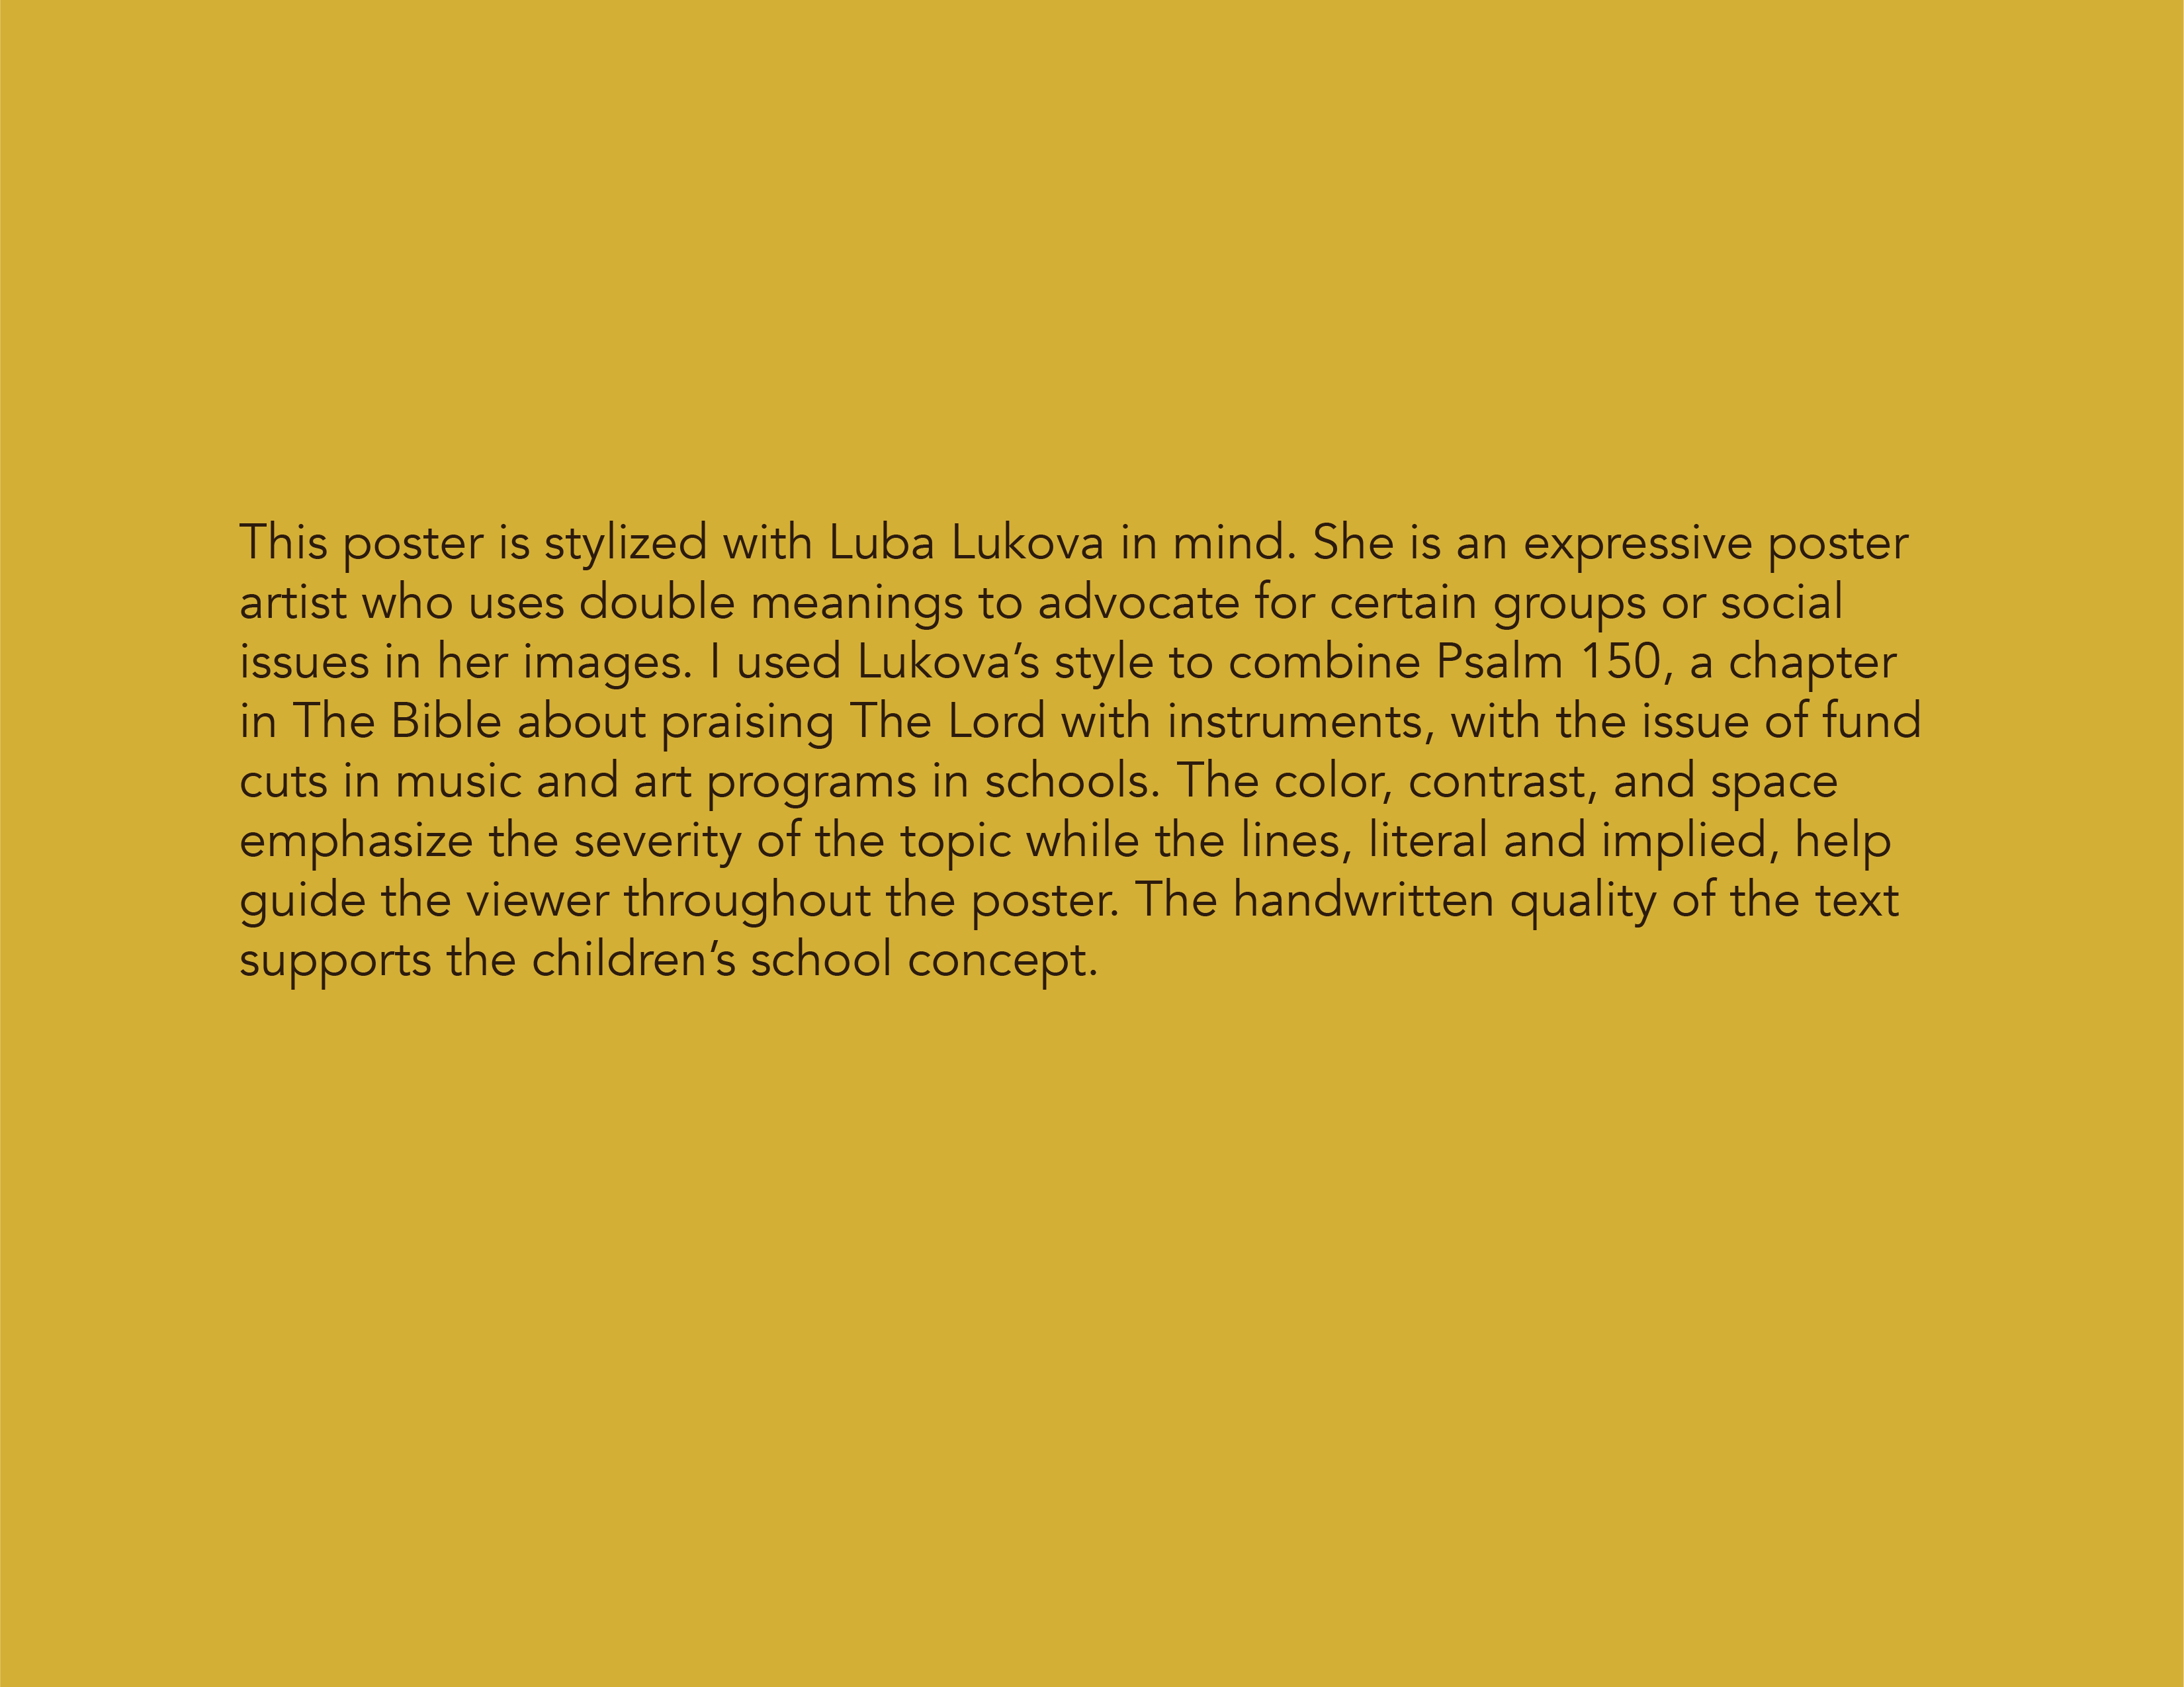 This poster is stylized with Luba Lukova in mind. She is an expressive poster
artist who uses double meanings to advocate for certain groups or social
issues in her images. I used Lukova’s style to combine Psalm 150, a chapter
in The Bible about praising The Lord with instruments, with the issue of fund
cuts in music and art programs in schools. The color, contrast, and space
emphasize the severity of the topic while the lines, literal and implied, help
guide the viewer throughout the poster. The handwritten quality of the text
supports the children’s school concept.